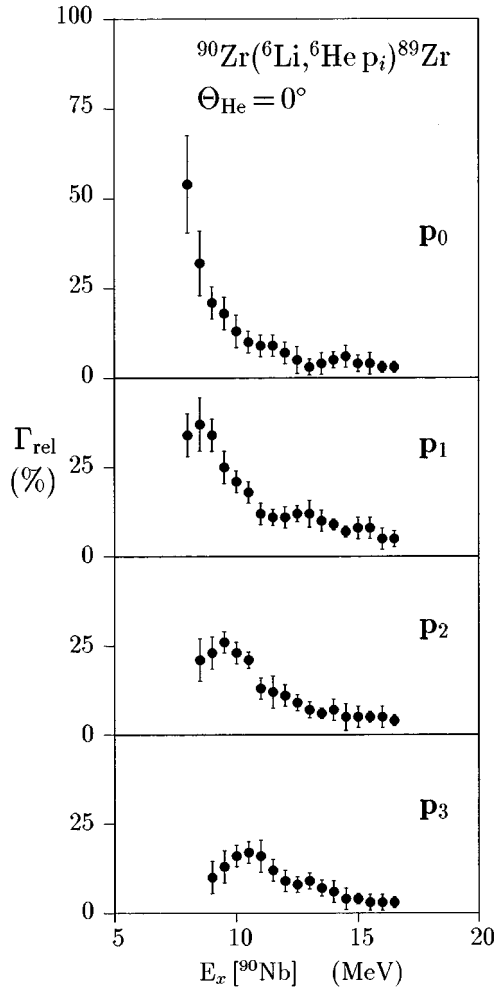 100
⁹⁰Zr(⁶Li,⁶He pᵢ)⁸⁹Zr
Θ_He = 0°
75
50
p₀
25
0
Γ_rel
(%)
25
p₁
0
25
p₂
0
25
p₃
0
5 10 15 20
Eₓ [⁹⁰Nb] (MeV)